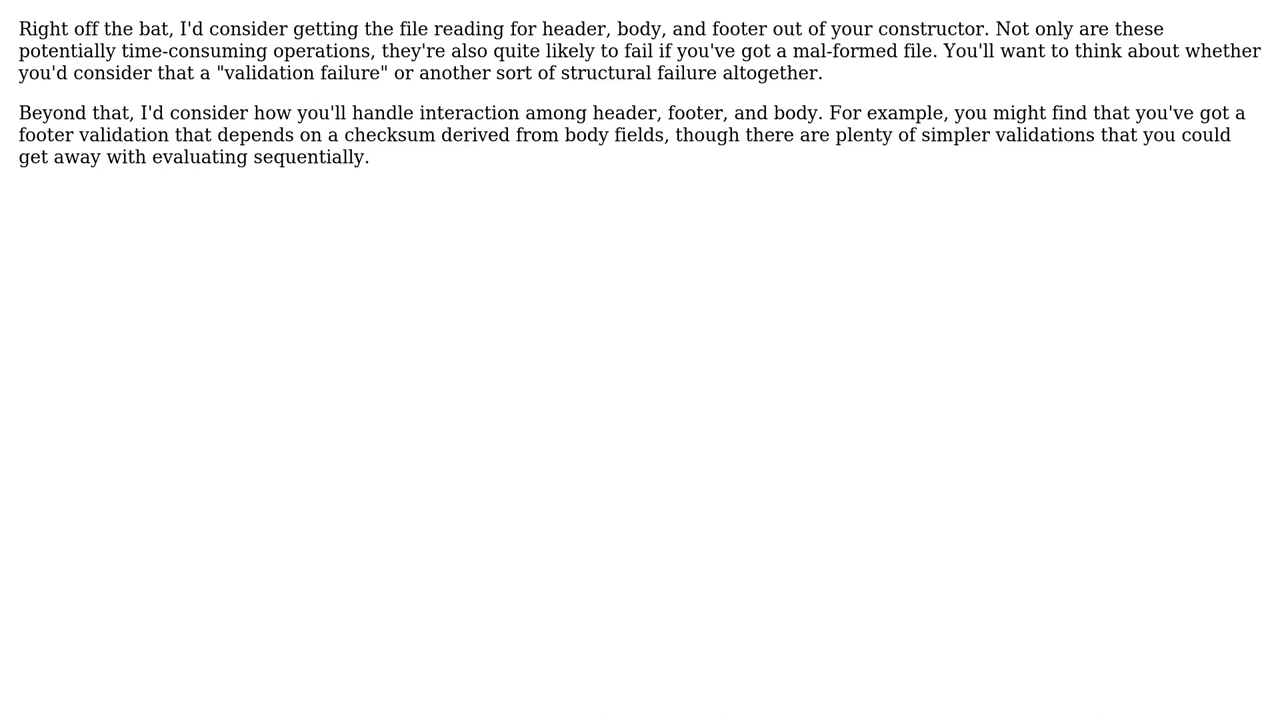 Right off the bat, I'd consider getting the file reading for header, body, and footer out of your constructor. Not only are these
potentially time-consuming operations, they're also quite likely to fail if you've got a mal-formed file. You'll want to think about whether
you'd consider that a "validation failure" or another sort of structural failure altogether.
Beyond that, I'd consider how you'll handle interaction among header, footer, and body. For example, you might find that you've got a
footer validation that depends on a checksum derived from body fields, though there are plenty of simpler validations that you could
get away with evaluating sequentially.